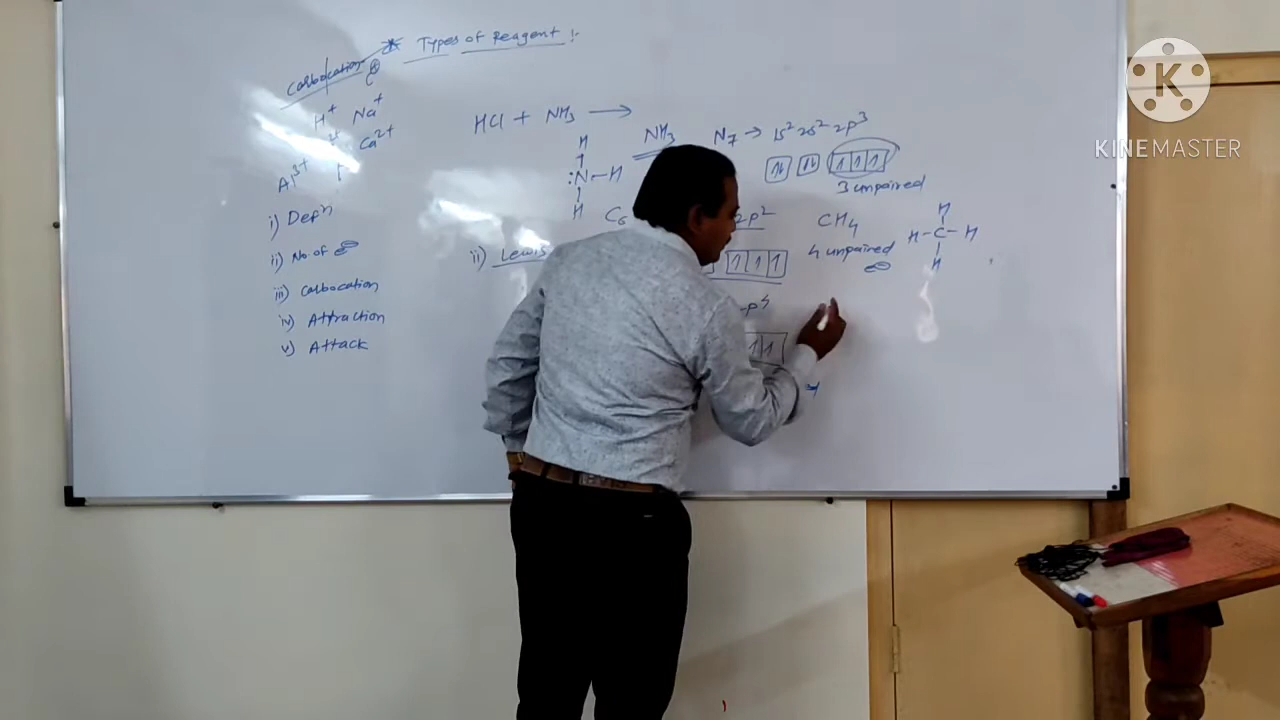 * Types of Reagent :-
Carbocation
C⊕
H⁺ Na⁺
Ca²⁺
Al³⁺
i) Defⁿ
ii) No. of e⊖
iii) Carbocation
iv) Attraction
v) Attack
HCl + NH₃ →
H
:N–H
H
NH₃ N₇ → 1s² 2s² 2p³
3 unpaired
C₆ 2p²
ii) Lewis
CH₄
4 unpaired
e⊖
H
H–C–H
H
K
KINEMASTER